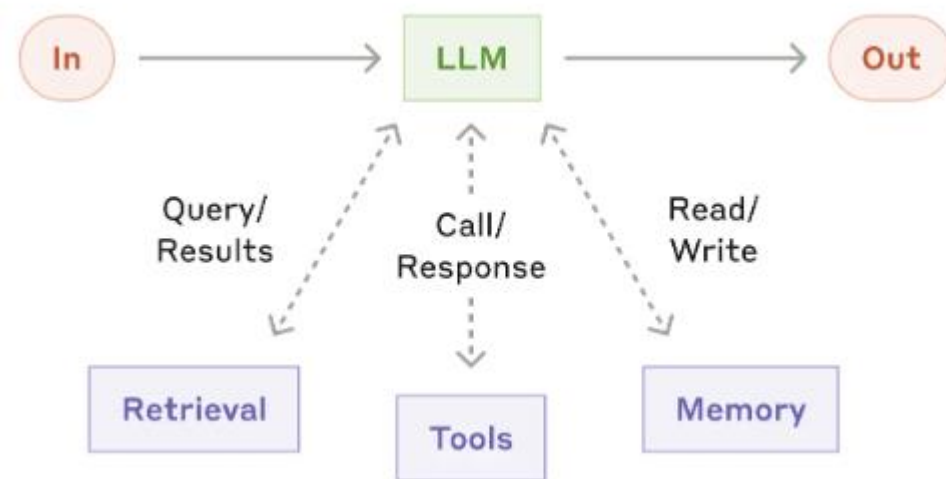 In
LLM
Out
Query/
Results
Call/
Response
Read/
Write
Retrieval
Tools
Memory